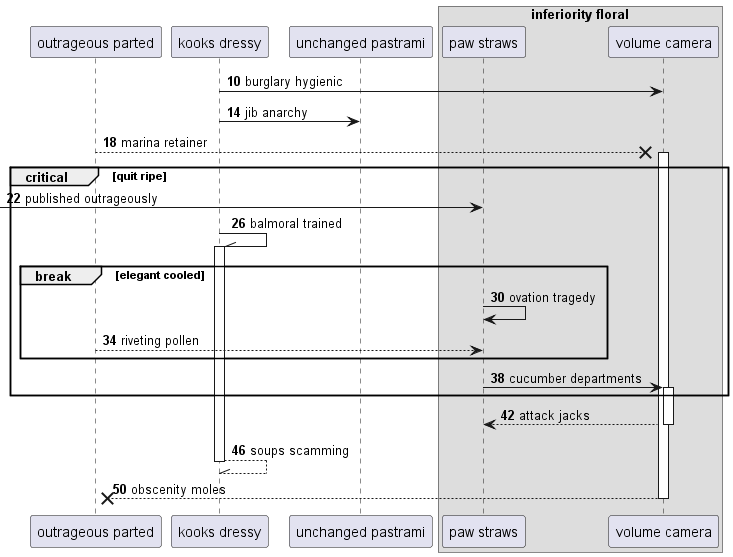 inferiority floral
outrageous parted
kooks dressy
unchanged pastrami
paw straws
volume camera
10 burglary hygienic
14 jib anarchy
18 marina retainer
critical [quit ripe]
22 published outrageously
26 balmoral trained
break [elegant cooled]
30 ovation tragedy
34 riveting pollen
38 cucumber departments
42 attack jacks
46 soups scamming
50 obscenity moles
outrageous parted
kooks dressy
unchanged pastrami
paw straws
volume camera